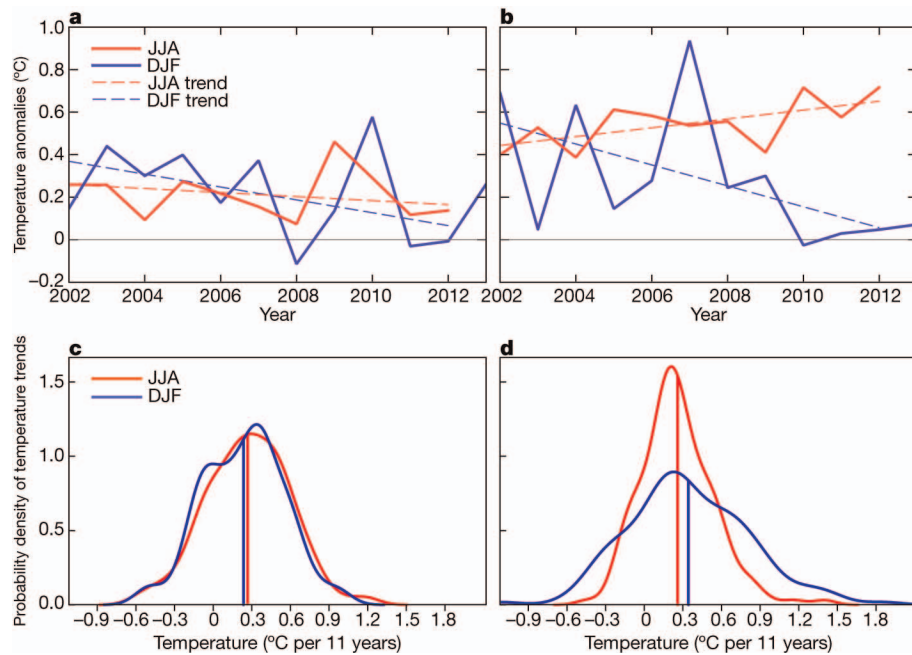 a
b
1.0
0.8
0.6
0.4
0.2
0
−0.2
Temperature anomalies (ºC)
JJA
DJF
JJA trend
DJF trend
2002 2004 2006 2008 2010 2012
Year
2002 2004 2006 2008 2010 2012
Year
c
d
1.5
1.0
0.5
0.0
Probability density of temperature trends
JJA
DJF
−0.9 −0.6 −0.3 0 0.3 0.6 0.9 1.2 1.5 1.8
Temperature (ºC per 11 years)
−0.9 −0.6 −0.3 0 0.3 0.6 0.9 1.2 1.5 1.8
Temperature (ºC per 11 years)